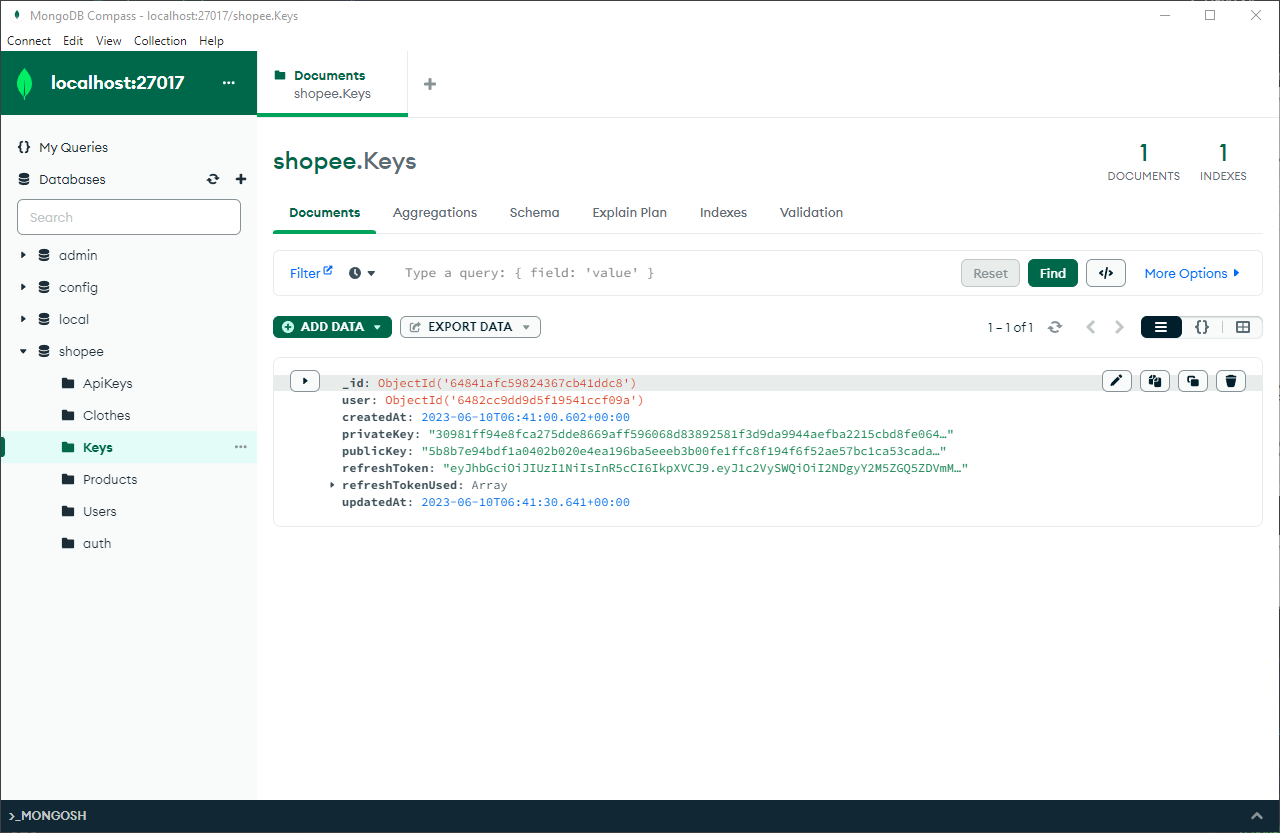 MongoDB Compass - localhost:27017/shopee.Keys
Connect Edit View Collection Help
localhost:27017
Documents
shopee.Keys
My Queries
Databases
Search
admin
config
local
shopee
ApiKeys
Clothes
Keys
Products
Users
auth
shopee.Keys
1 DOCUMENTS
1 INDEXES
Documents Aggregations Schema Explain Plan Indexes Validation
Filter Type a query: { field: 'value' } Reset Find </> More Options
ADD DATA EXPORT DATA 1 – 1 of 1 {}
_id: ObjectId('64841afc59824367cb41ddc8')
user: ObjectId('6482cc9dd9d5f19541ccf09a')
createdAt: 2023-06-10T06:41:00.602+00:00
privateKey: "30981ff94e8fca275dde8669aff596068d83892581f3d9da9944aefba2215cbd8fe064…"
publicKey: "5b8b7e94bdf1a0402b020e4ea196ba5eeeb3b00fe1ffc8f194f6f52ae57bc1ca53cada…"
refreshToken: "eyJhbGciOiJIUzI1NiIsInR5cCI6IkpXVCJ9.eyJ1c2VySWQiOiI2NDgyY2M5ZGQ5ZDVmM…"
refreshTokenUsed: Array
updatedAt: 2023-06-10T06:41:30.641+00:00
>_MONGOSH